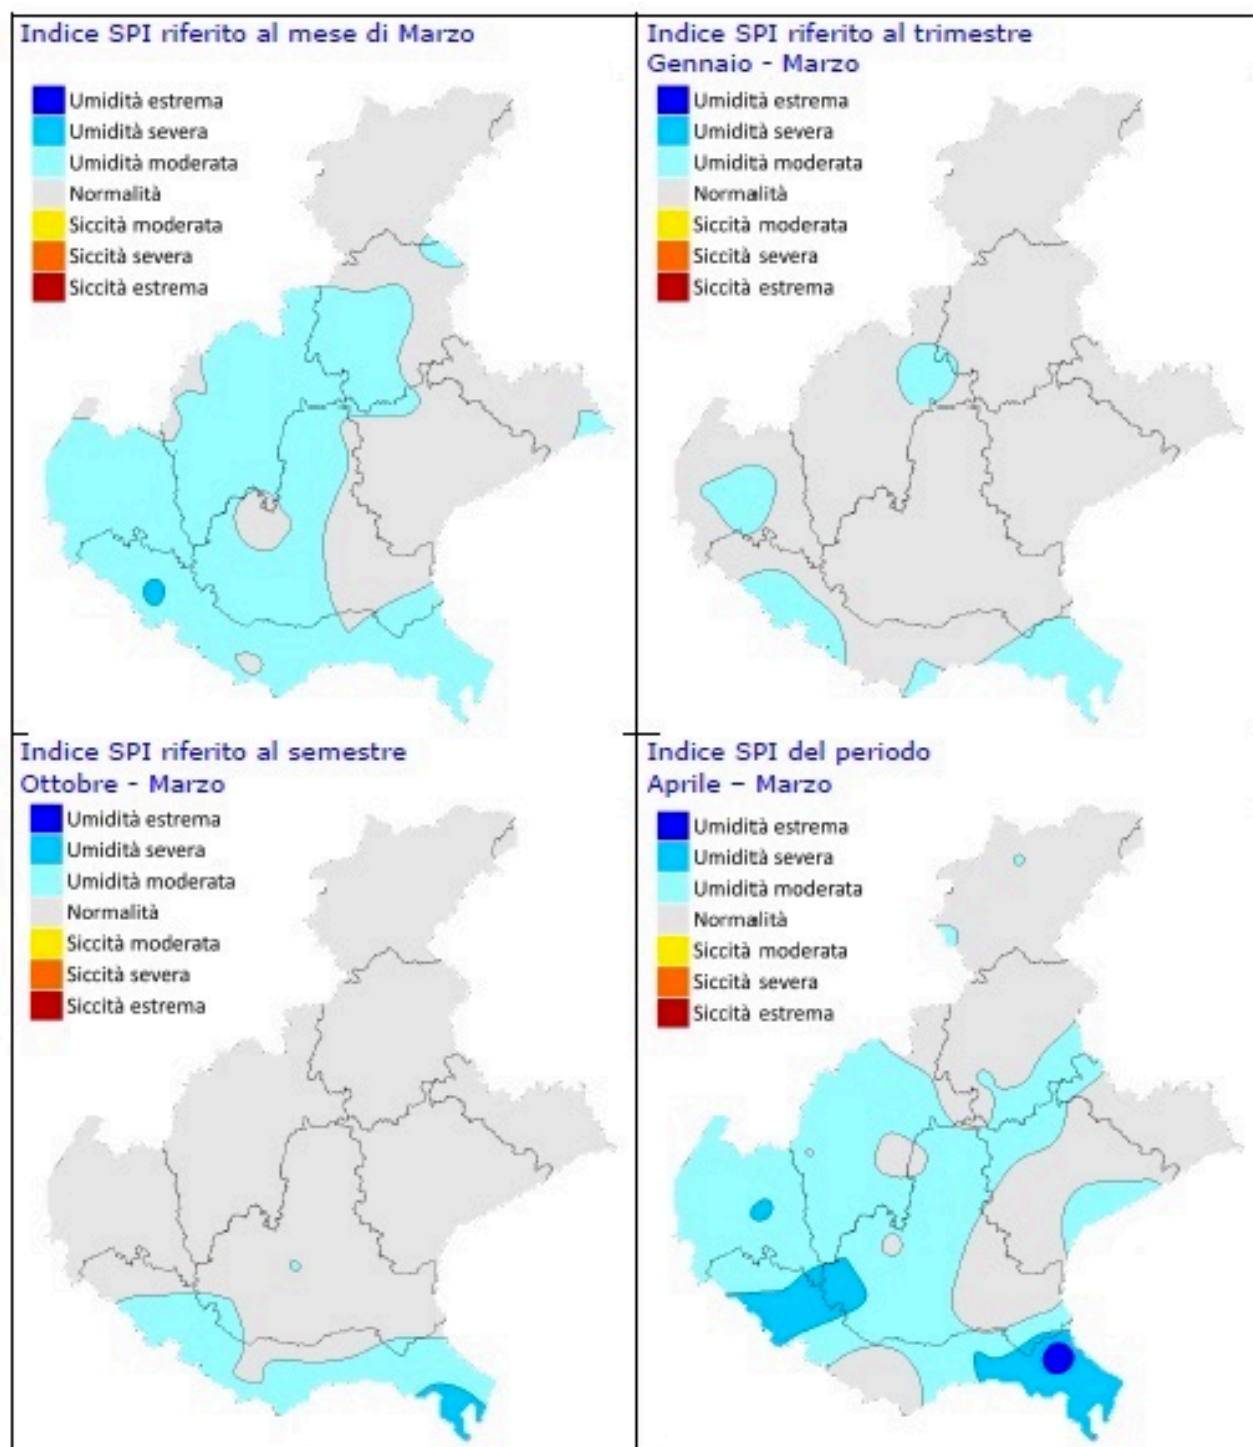 Indice SPI riferito al mese di Marzo
Umidità estrema
Umidità severa
Umidità moderata
Normalità
Siccità moderata
Siccità severa
Siccità estrema
Indice SPI riferito al trimestre
Gennaio - Marzo
Umidità estrema
Umidità severa
Umidità moderata
Normalità
Siccità moderata
Siccità severa
Siccità estrema
Indice SPI riferito al semestre
Ottobre - Marzo
Umidità estrema
Umidità severa
Umidità moderata
Normalità
Siccità moderata
Siccità severa
Siccità estrema
Indice SPI del periodo
Aprile – Marzo
Umidità estrema
Umidità severa
Umidità moderata
Normalità
Siccità moderata
Siccità severa
Siccità estrema